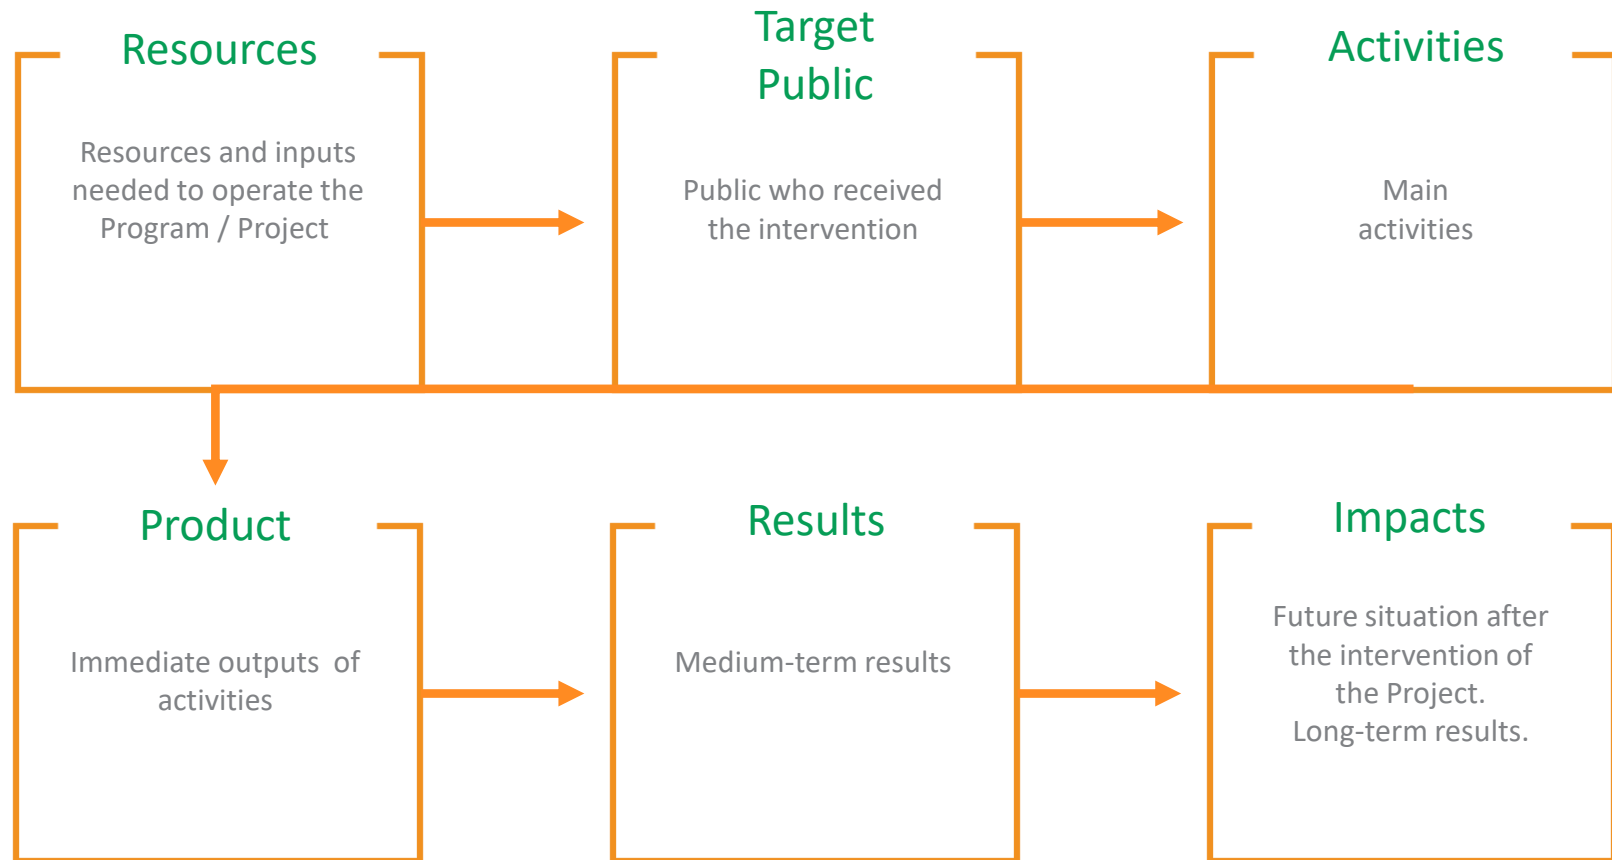 Resources
Resources and inputs
needed to operate the
Program / Project
Target
Public
Public who received
the intervention
Activities
Main
activities
Product
Immediate outputs  of
activities
Results
Medium-term results
Impacts
Future situation after
the intervention of
the Project.
Long-term results.